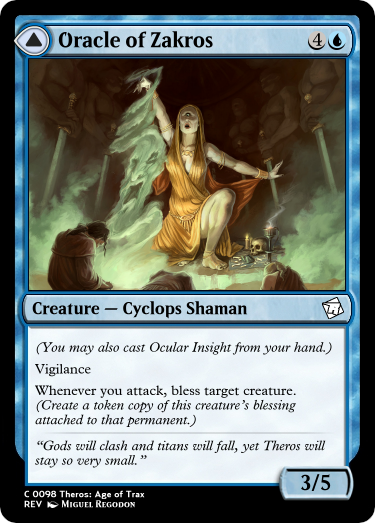 Oracle of Zakros 4
Creature — Cyclops Shaman
(You may also cast Ocular Insight from your hand.)
Vigilance
Whenever you attack, bless target creature.
(Create a token copy of this creature's blessing
attached to that permanent.)
“Gods will clash and titans will fall, yet Theros will
stay so very small.”
3/5
C 0098 Theros: Age of Trax
REV Miguel Regodon